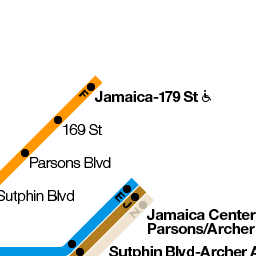 F
Jamaica-179 St
169 St
Parsons Blvd
Sutphin Blvd
E
J
Z
Jamaica Center
Parsons/Archer
Sutphin Blvd-Archer A